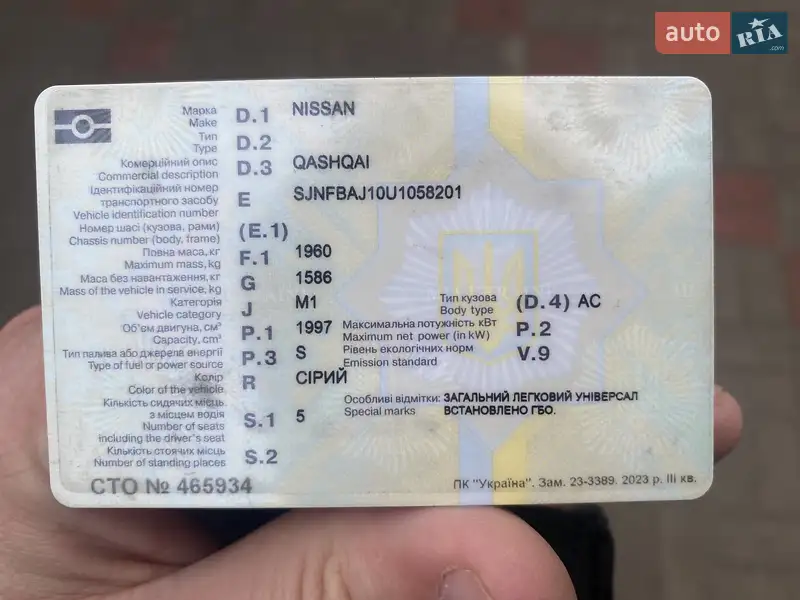 auto RIA .com
Марка D.1 NISSAN
Make
Тип D.2
Type
Комерційний опис D.3 QASHQAI
Commercial description
Ідентифікаційний номер
транспортного засобу E SJNFBAJ10U1058201
Vehicle identification number
Номер шасі (кузова, рами) (E.1)
Chassis number (body, frame)
Повна маса, кг F.1 1960
Maximum mass, kg
Маса без навантаження, кг G 1586
Mass of the vehicle in service, kg
Категорія J M1 Тип кузова (D.4) AC
Vehicle category Body type
Об'єм двигуна, см³ P.1 1997 Максимальна потужність кВт P.2
Capacity, cm³ Maximum net power (in kW)
Тип палива або джерела енергії P.3 S Рівень екологічних норм V.9
Type of fuel or power source Emission standard
Колір R СІРИЙ
Color of the vehicle
Кількість сидячих місць Особливі відмітки: ЗАГАЛЬНИЙ ЛЕГКОВИЙ УНІВЕРСАЛ
з місцем водія S.1 5 Special marks ВСТАНОВЛЕНО ГБО.
Number of seats
including the driver's seat
Кількість стоячих місць S.2
Number of standing places
СТО № 465934 ПК "Україна". Зам. 23-3389. 2023 р. III кв.